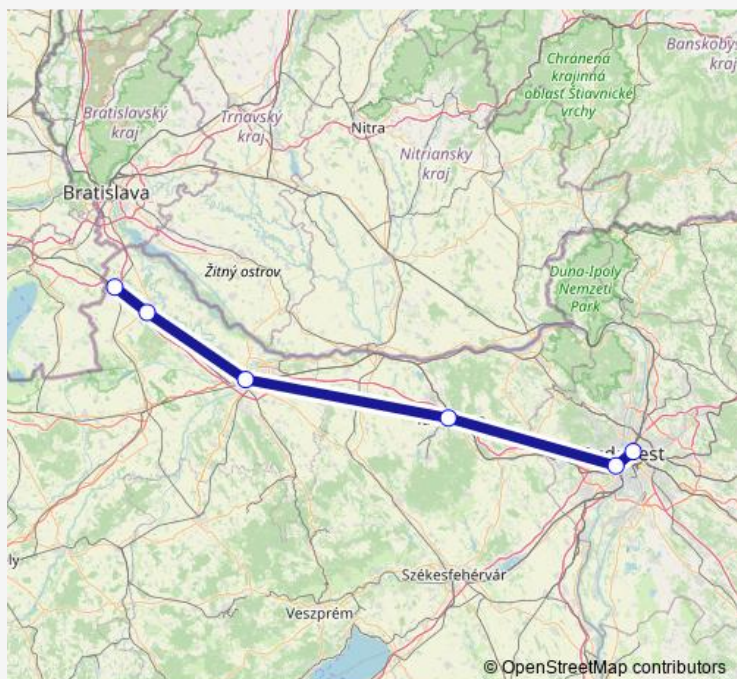 Banskobys
kraj
Chránená
krajinná
oblasť Štiavnické
vrchy
Bratislavský
kraj
Trnavský
kraj
Nitra
Nitriansky
kraj
Bratislava
Žitný ostrov
Duna-Ipoly
Nemzeti
Park
est
Székesfehérvár
Veszprém
© OpenStreetMap contributors